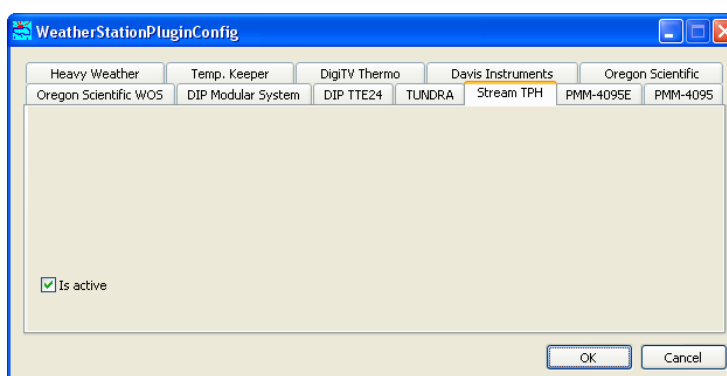 WeatherStationPluginConfig
Heavy Weather Temp. Keeper DigiTV Thermo Davis Instruments Oregon Scientific
Oregon Scientific WOS DIP Modular System DIP TTE24 TUNDRA Stream TPH PMM-4095E PMM-4095
Is active
OK Cancel